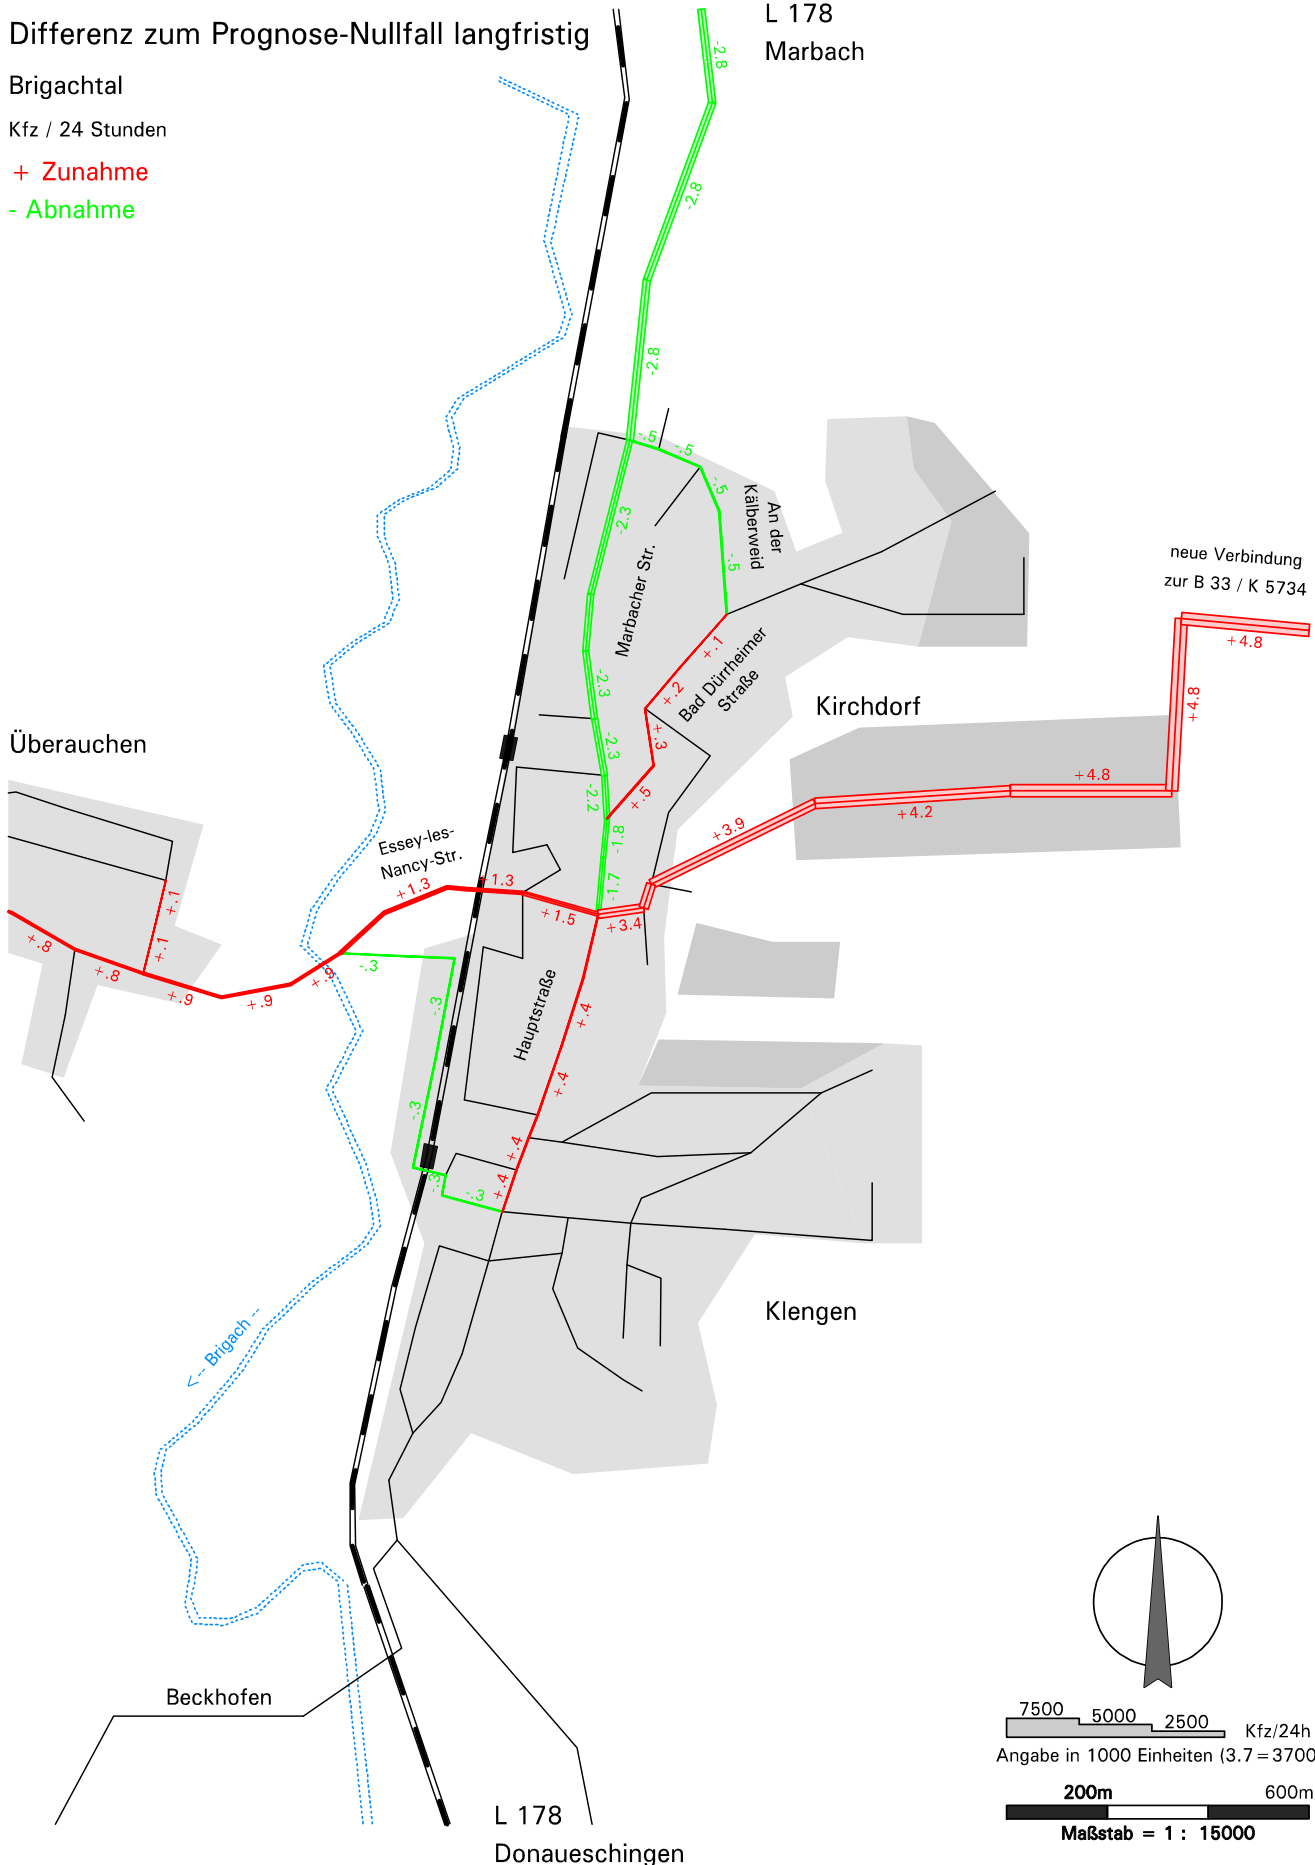 Differenz zum Prognose-Nullfall langfristig
Brigachtal
Kfz / 24 Stunden
+ Zunahme
- Abnahme
L 178
Marbach
-2.8
-2.8
-2.8
-.5
-.5
-.5
-.5
An der
Kälberweid
-2.3
Marbacher Str.
neue Verbindung
zur B 33 / K 5734
+4.8
+4.8
+4.8
+4.2
+3.9
+3.4
+.1
+.2
+.3
+.5
Bad Dürrheimer
Straße
Kirchdorf
-2.3
-2.3
-2.2
-1.8
-1.7
Überauchen
Essey-les-
Nancy-Str.
+1.3
+1.3
+1.5
+.1
+.1
+.8
+.8
+.9
+.9
+.9
-.3
-.3
-.3
-.3
-.3
Hauptstraße
+.4
+.4
+.4
+.4
Klengen
<-- Brigach --
Beckhofen
L 178
Donaueschingen
7500
5000
2500
Kfz/24h
Angabe in 1000 Einheiten (3.7=3700
200m
600m
Maßstab = 1 : 15000